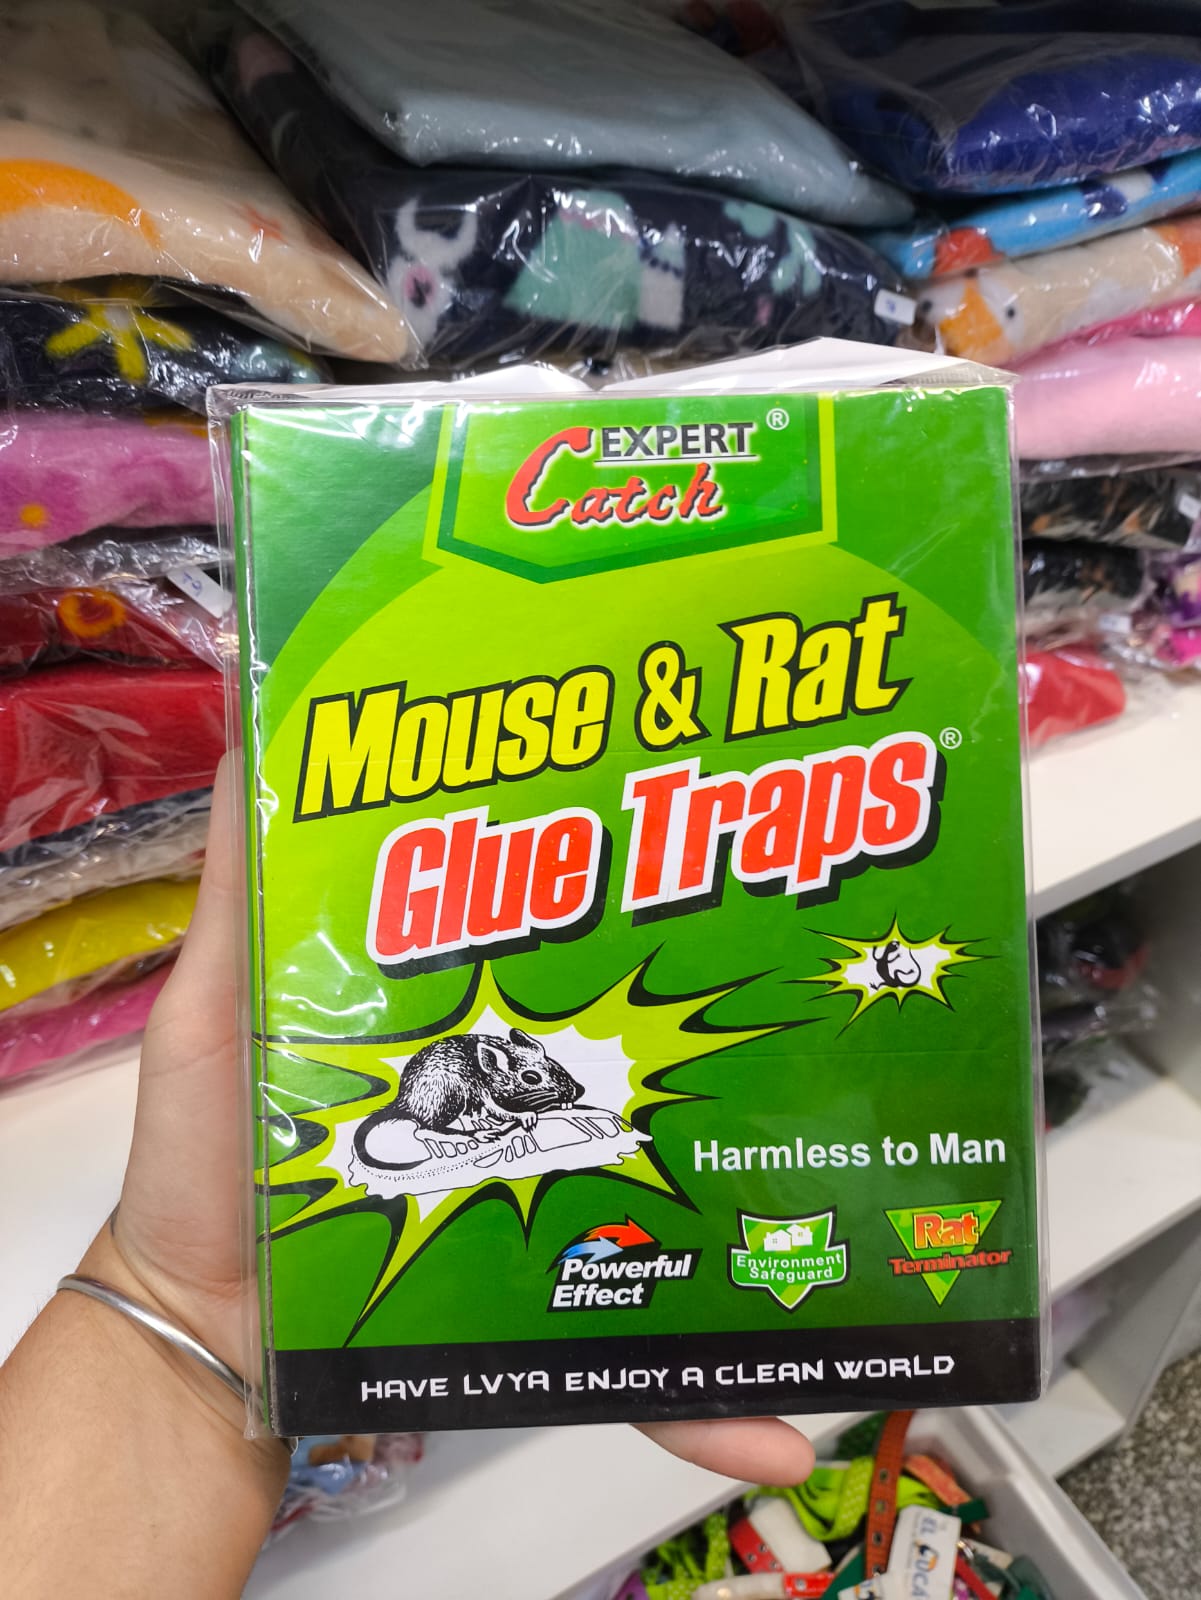 EXPERT ®
Catch
Mouse & Rat
Glue Traps ®
Harmless to Man
Powerful
Effect
Environment
Safeguard
Rat
Terminator
HAVE LVYA ENJOY A CLEAN WORLD